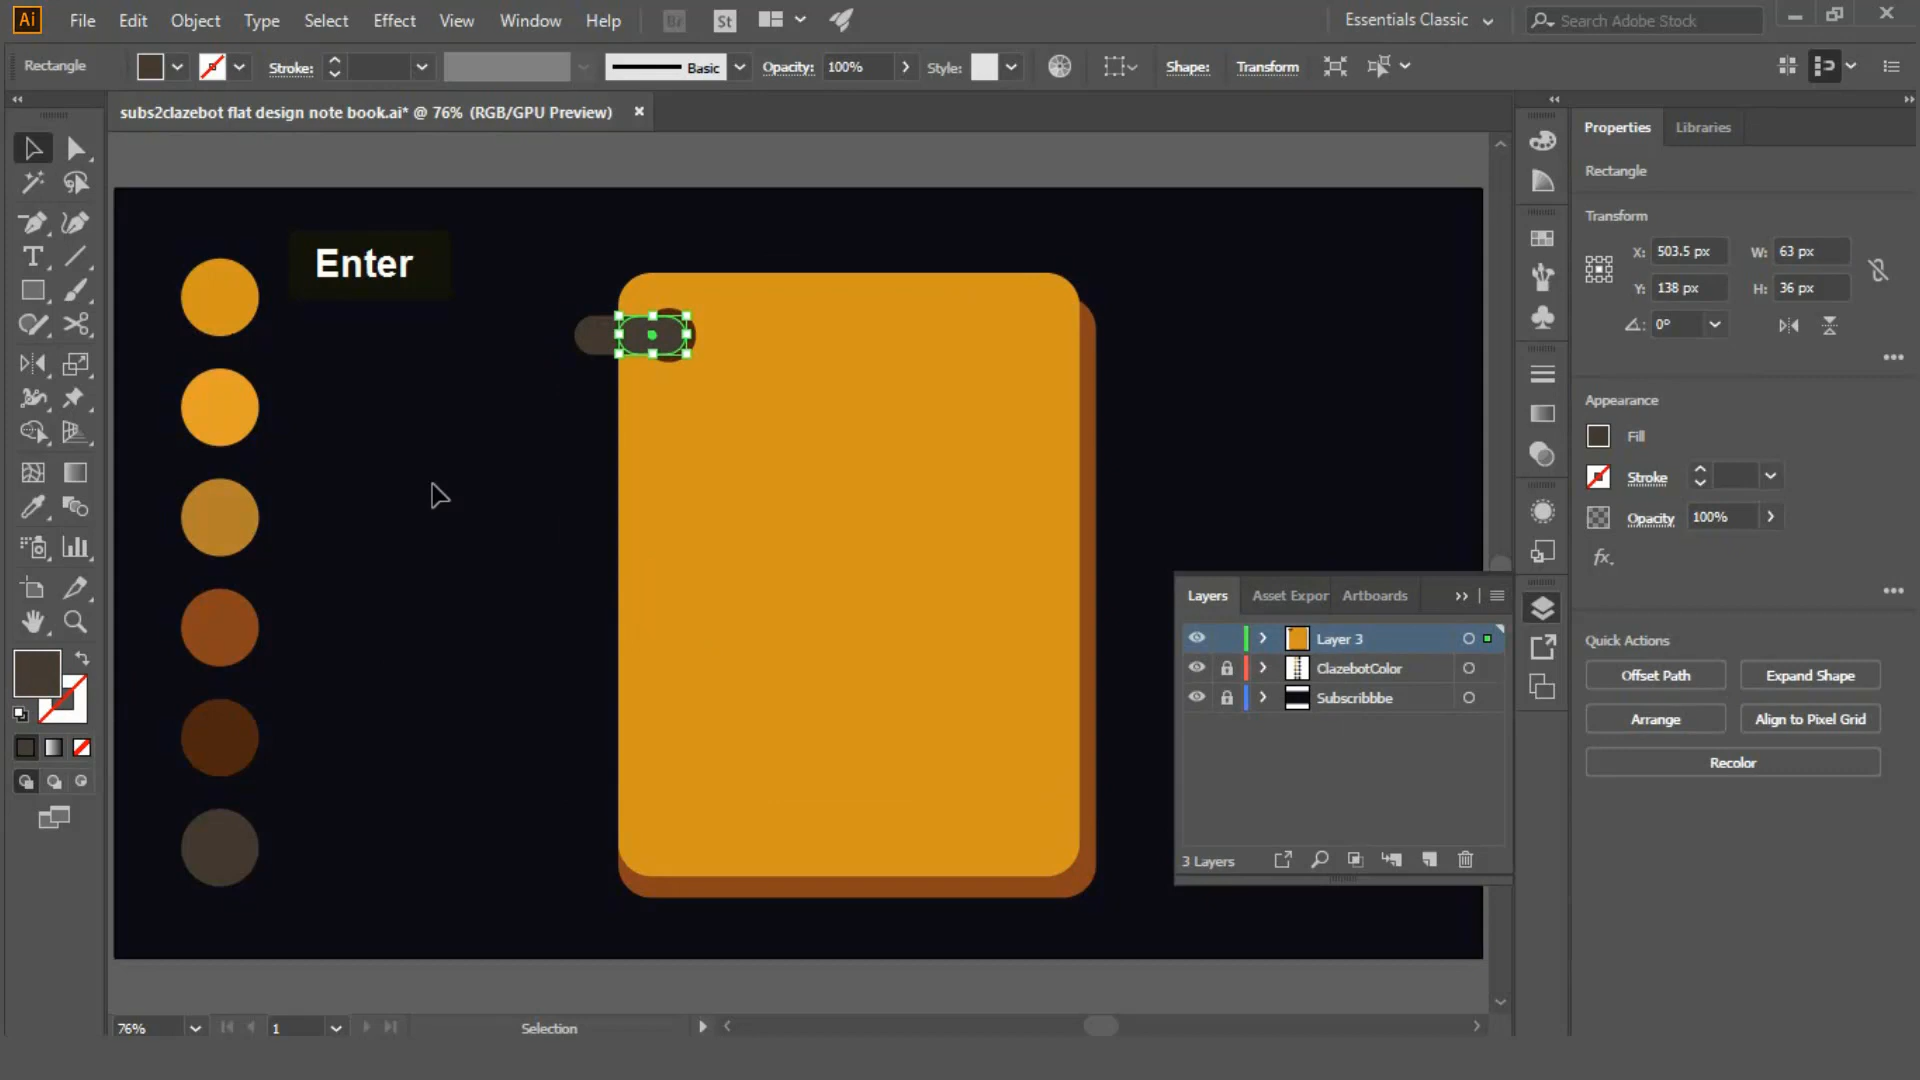 Ai File Edit Object Type Select Effect View Window Help Br St Essentials Classic Search Adobe Stock
Rectangle Stroke: Basic Opacity: 100% Style: Shape: Transform
subs2clazebot flat design note book.ai* @ 76% (RGB/GPU Preview) ×
Properties Libraries
Rectangle
Transform
X: 503.5 px W: 63 px
Y: 138 px H: 36 px
0°
Appearance
Fill
Stroke
Opacity 100%
fx.
Quick Actions
Offset Path Expand Shape
Arrange Align to Pixel Grid
Recolor
Enter
Layers Asset Expor Artboards
Layer 3
ClazebotColor
Subscribbbe
3 Layers
76% 1 Selection